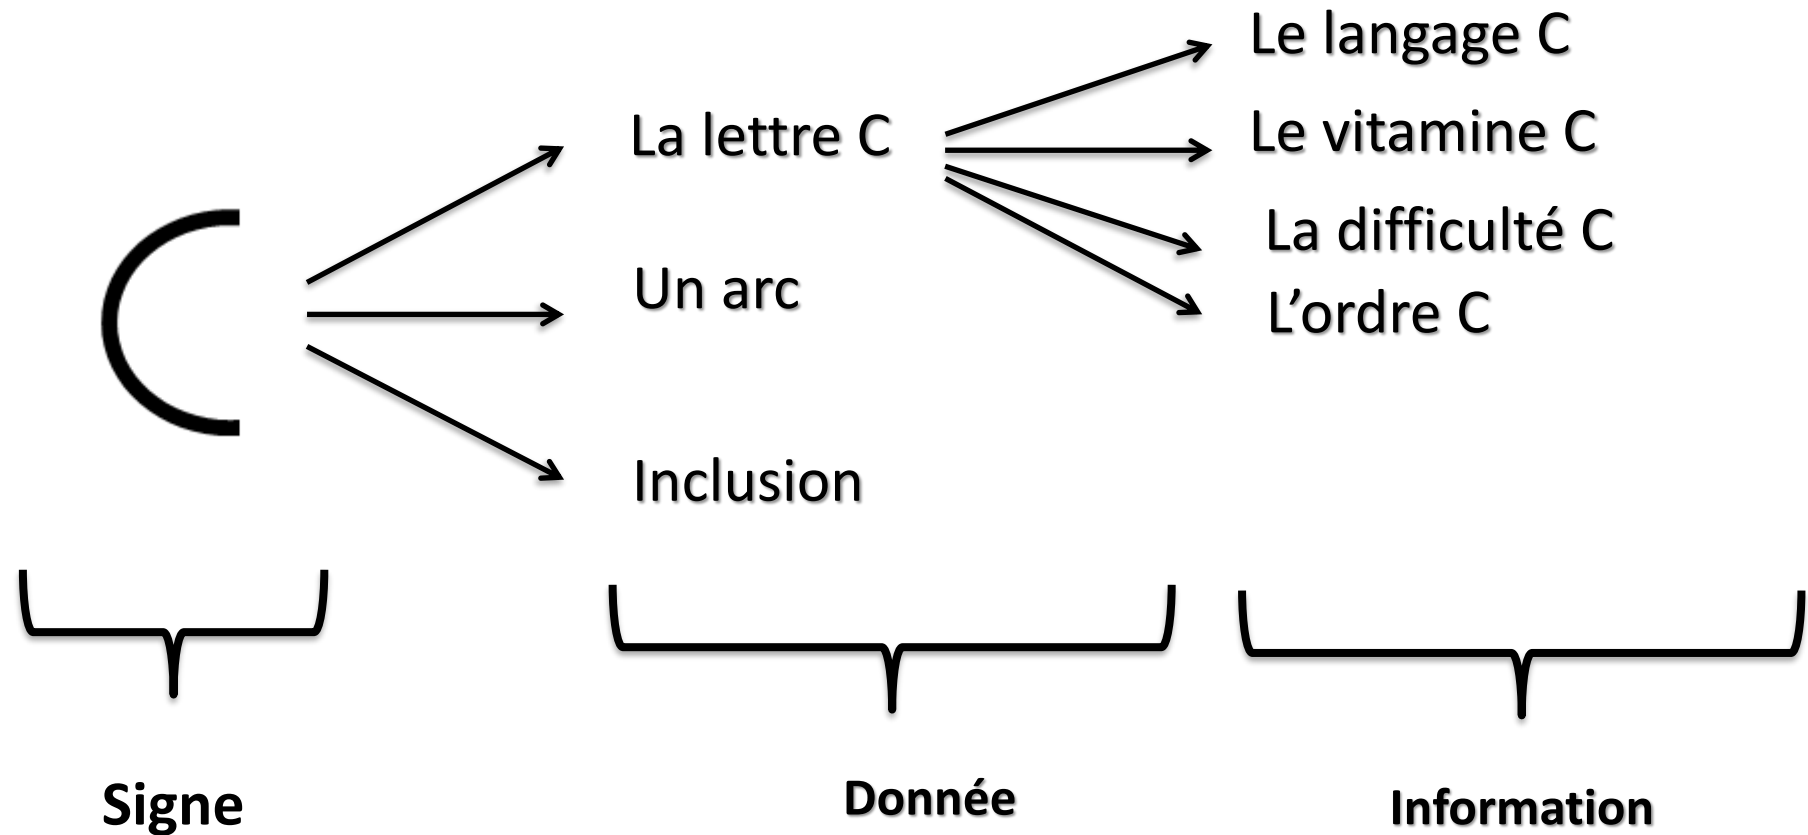 Le langage C
La lettre C
Le vitamine C
La difficulté C
Un arc
L’ordre C
Inclusion
Signe
Donnée
Information